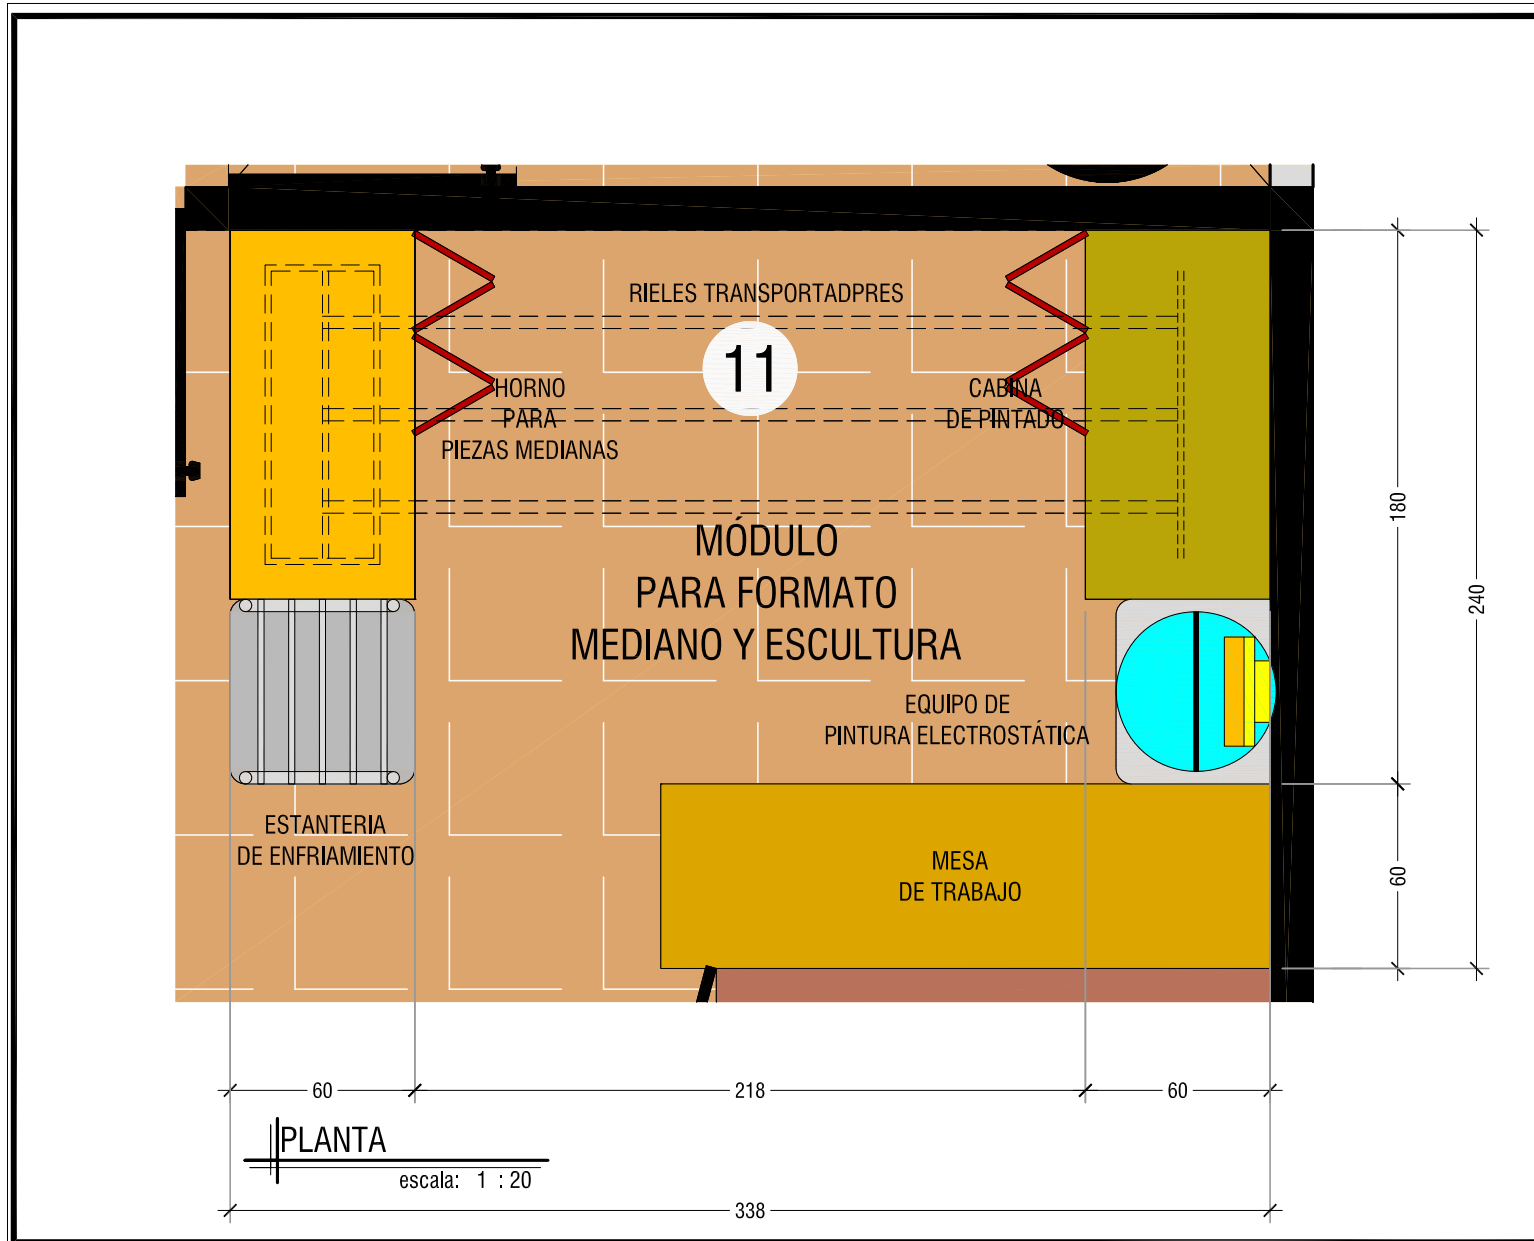 RIELES TRANSPORTADPRES
11
HORNO
PARA
PIEZAS MEDIANAS
CABINA
DE PINTADO
MÓDULO
PARA FORMATO
MEDIANO Y ESCULTURA
EQUIPO DE
PINTURA ELECTROSTÁTICA
ESTANTERIA
DE ENFRIAMIENTO
MESA
DE TRABAJO
180
240
60
60
218
60
PLANTA
escala: 1 : 20
338